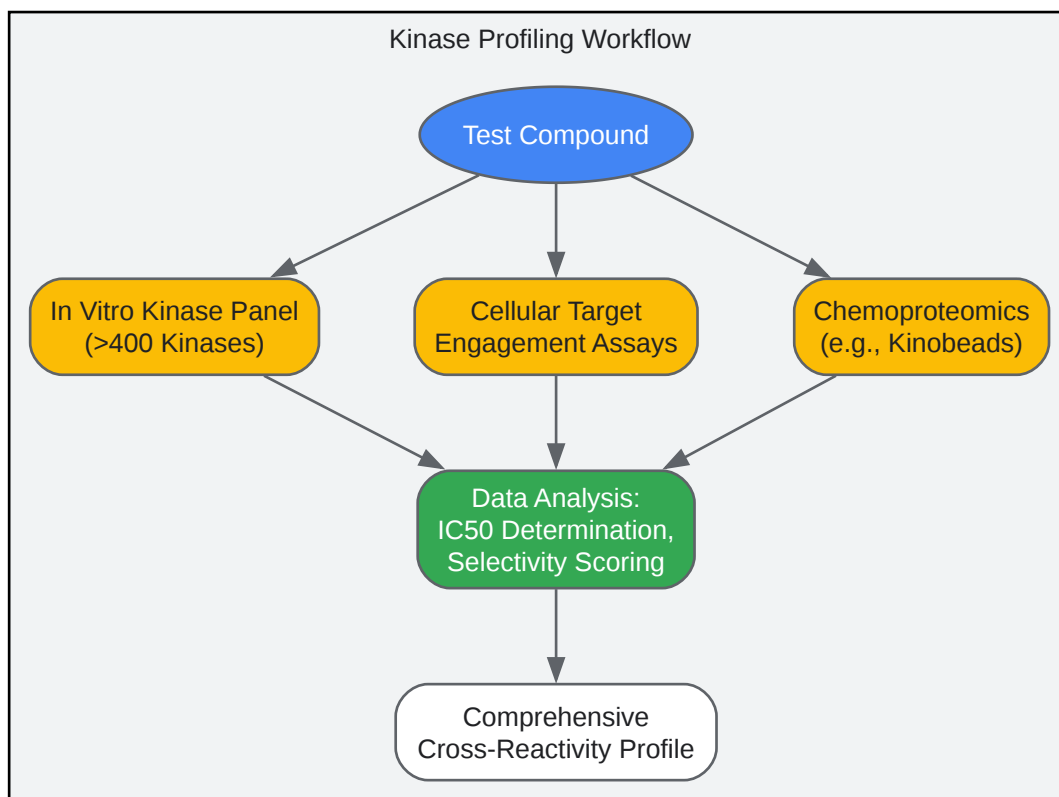 Kinase Profiling Workflow
Test Compound
In Vitro Kinase Panel
(>400 Kinases)
Cellular Target
Engagement Assays
Chemoproteomics
(e.g., Kinobeads)
Data Analysis:
IC50 Determination,
Selectivity Scoring
Comprehensive
Cross-Reactivity Profile